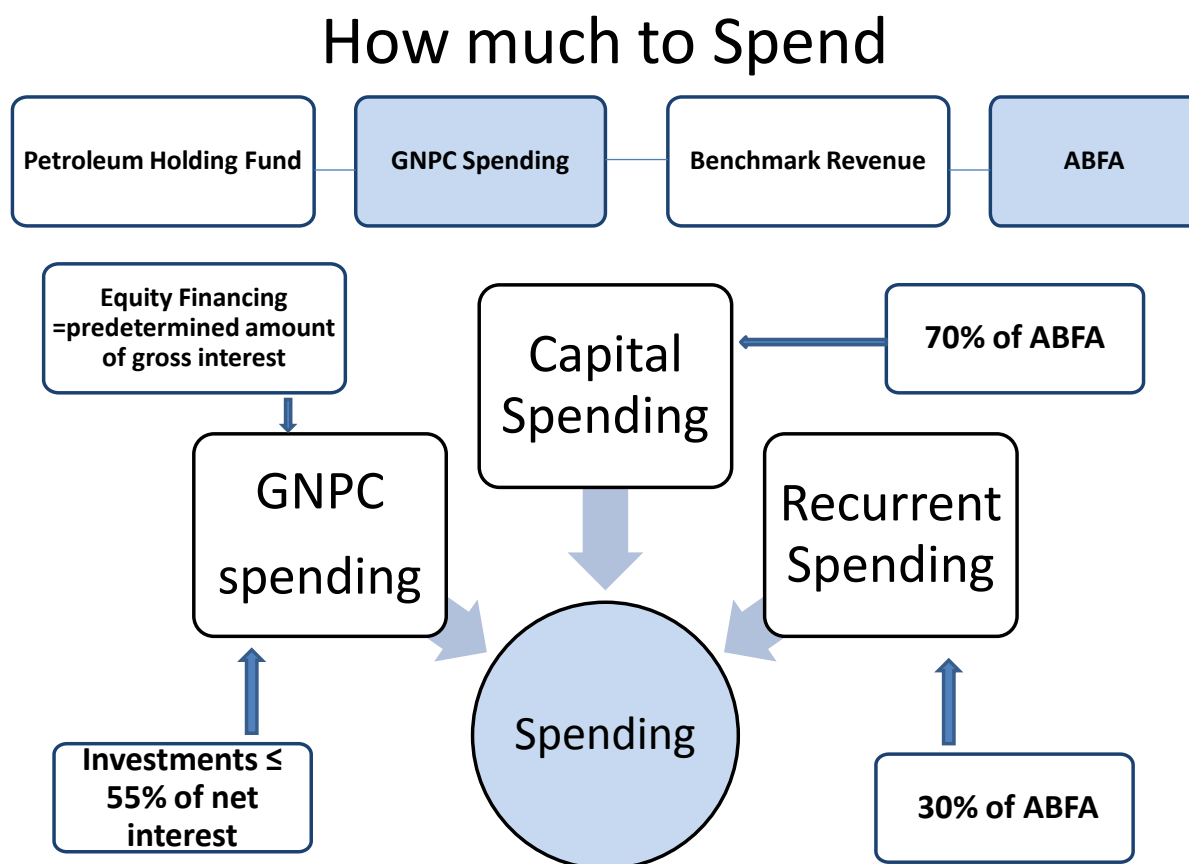 How much to Spend
Petroleum Holding Fund
GNPC Spending
Benchmark Revenue
ABFA
Equity Financing
=predetermined amount
of gross interest
Capital
Spending
70% of ABFA
GNPC
spending
Recurrent
Spending
Spending
Investments ≤
55% of net
interest
30% of ABFA